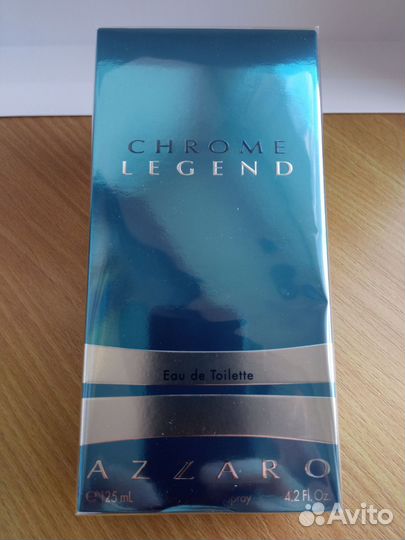 CHROME
LEGEND
Eau de Toilette
AZZARO
℮125 mL Spray 4.2 Fl. Oz.
Avito